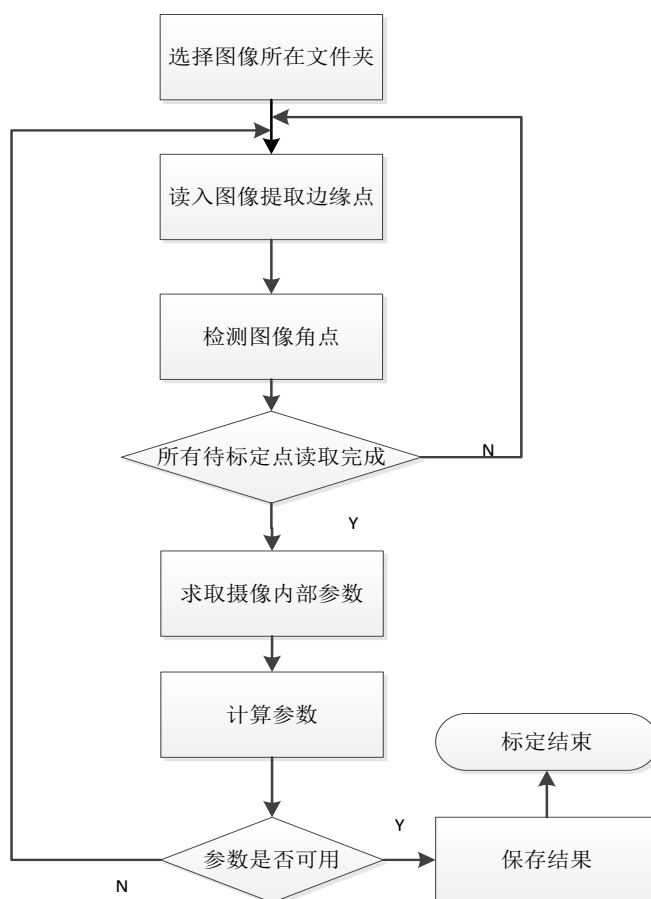 选择图像所在文件夹
读入图像提取边缘点
检测图像角点
所有待标定点读取完成
N
Y
求取摄像内部参数
计算参数
标定结束
参数是否可用
Y
保存结果
N